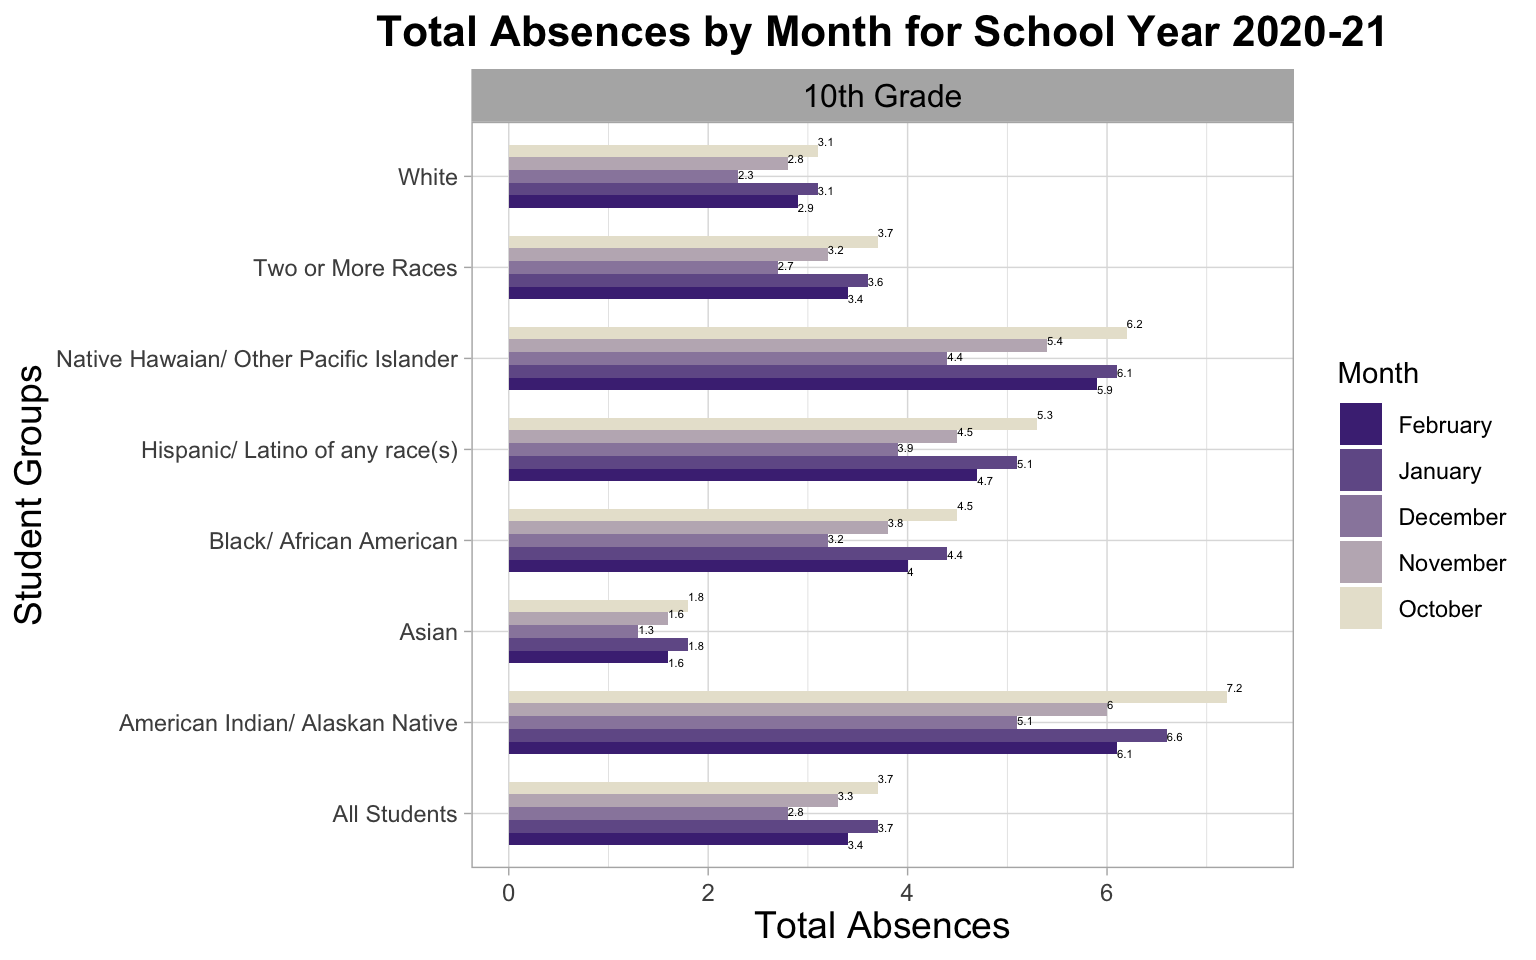 Total Absences by Month for School Year 2020-21
10th Grade
Student Groups
White
3.1
2.8
2.3
3.1
2.9
Two or More Races
3.7
3.2
2.7
3.6
3.4
Native Hawaian/ Other Pacific Islander
6.2
5.4
4.4
6.1
5.9
Hispanic/ Latino of any race(s)
5.3
4.5
3.9
5.1
4.7
Black/ African American
4.5
3.8
3.2
4.4
4
Asian
1.8
1.6
1.3
1.8
1.6
American Indian/ Alaskan Native
7.2
6
5.1
6.6
6.1
All Students
3.7
3.3
2.8
3.7
3.4
0 2 4 6
Total Absences
Month
February
January
December
November
October